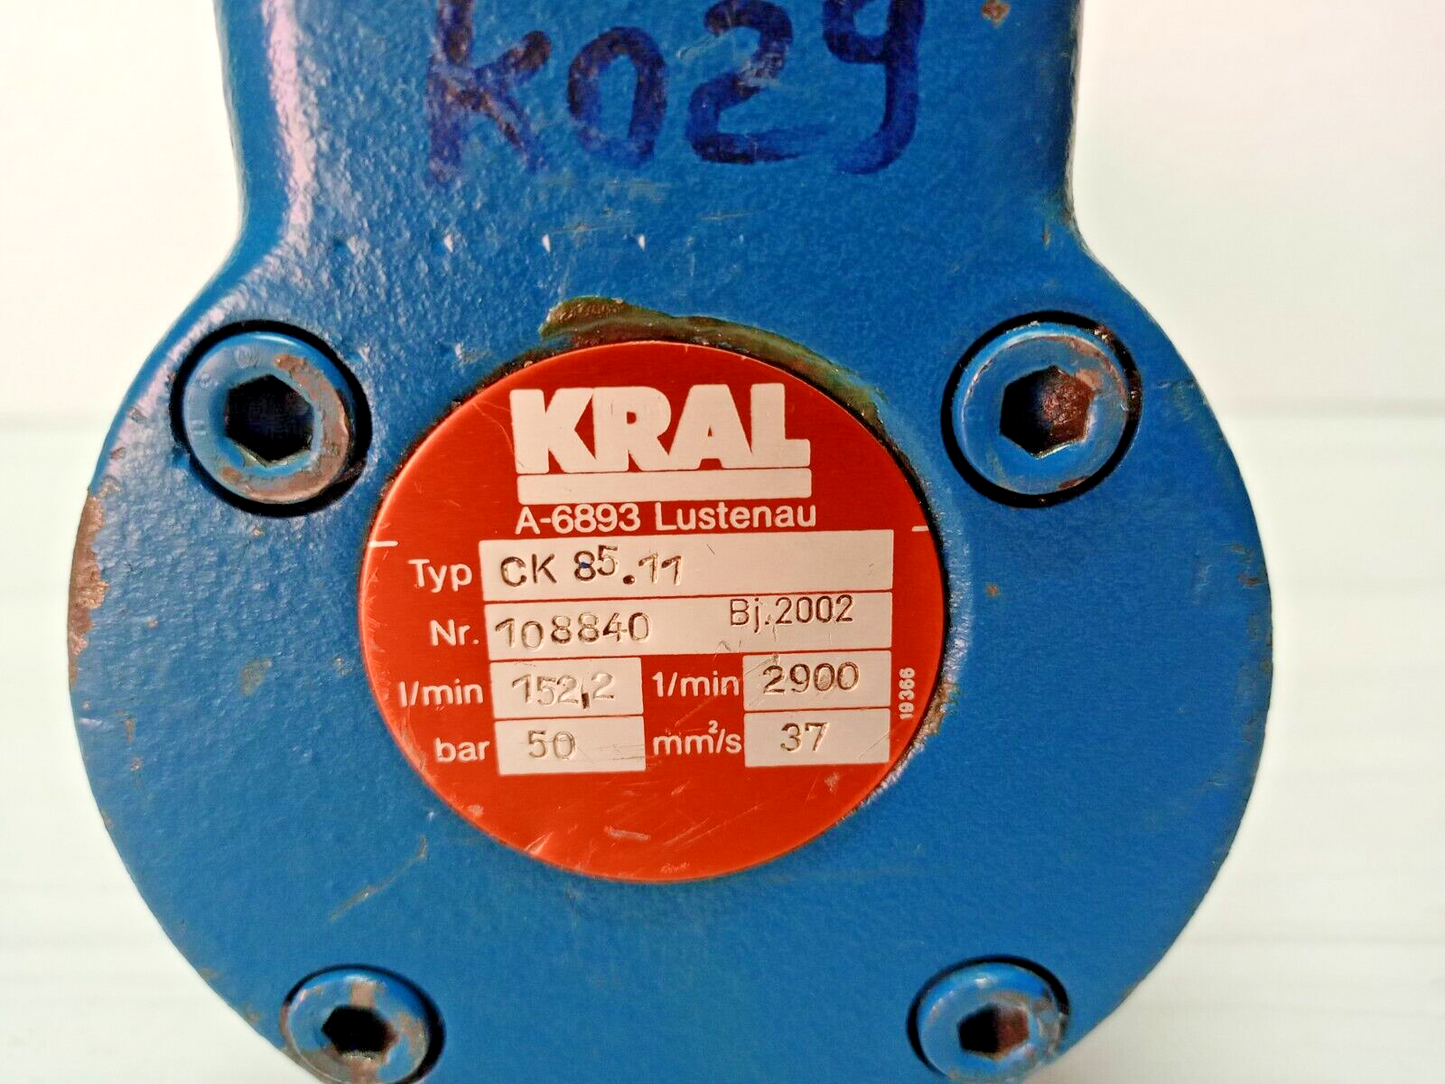 K029
KRAL
A-6893 Lustenau
Typ CK 85.11
Nr. 108840 Bj.2002
l/min 152,2 1/min 2900
bar 50 mm²/s 37
19366